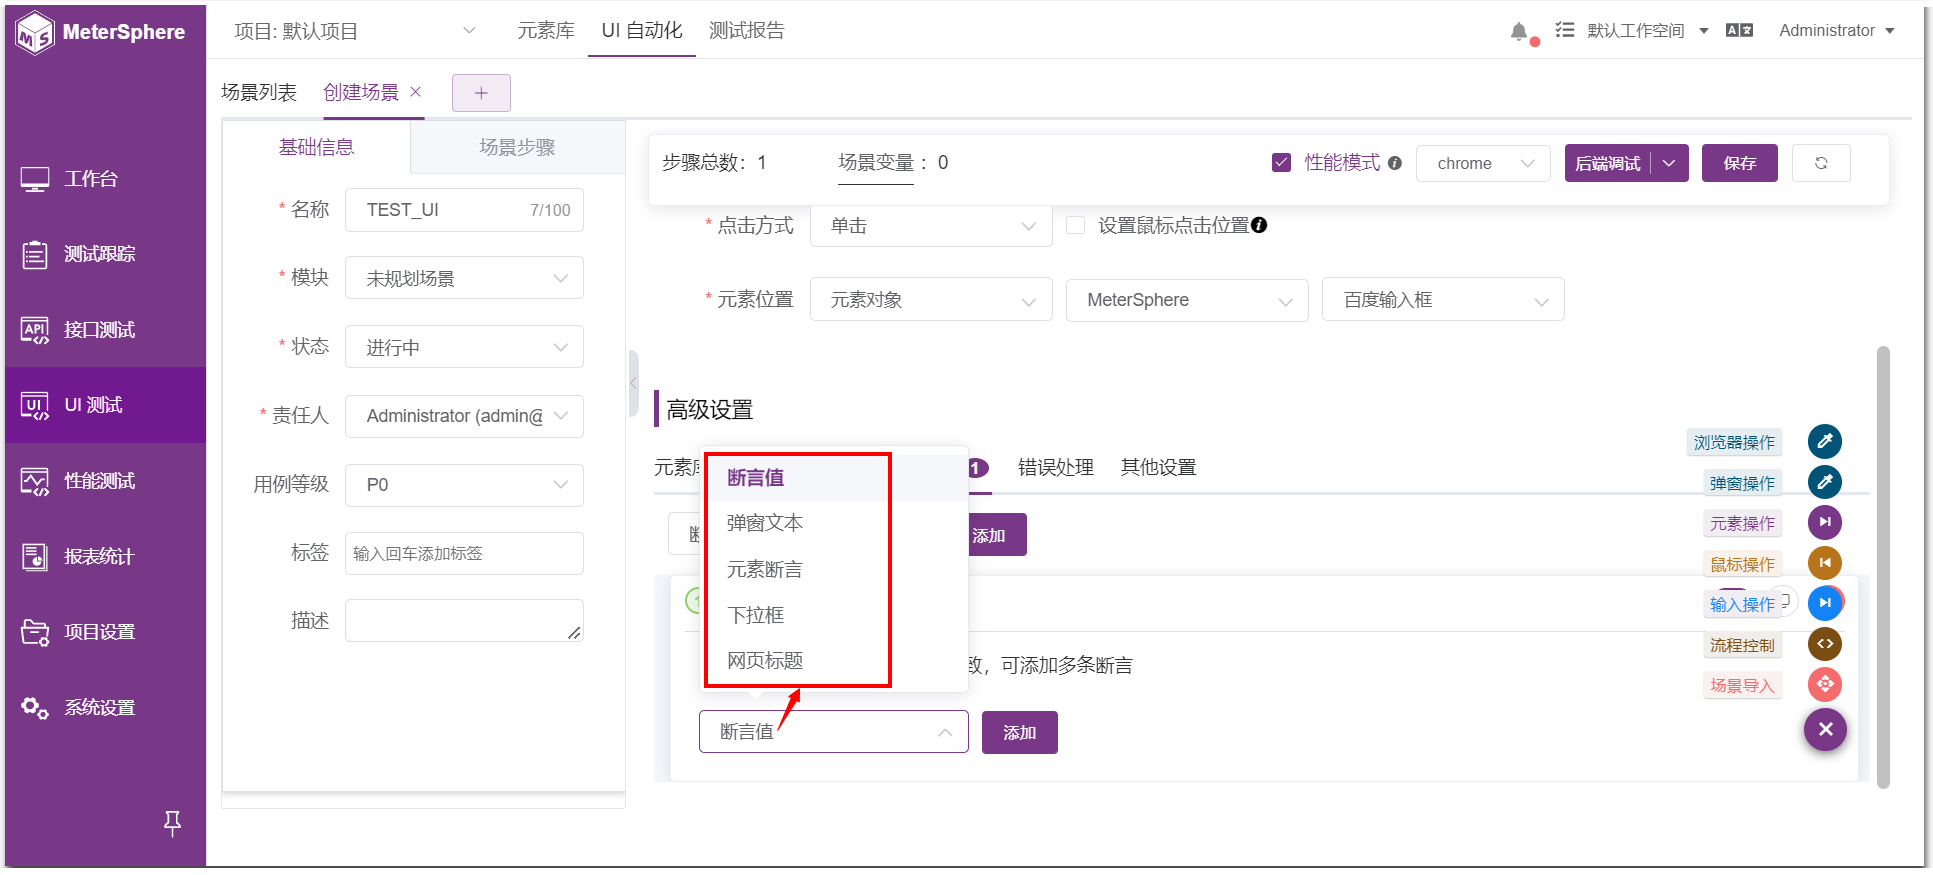 MeterSphere
项目: 默认项目
元素库
UI 自动化
测试报告
默认工作空间
Administrator
场景列表
创建场景
工作台
测试跟踪
接口测试
UI 测试
性能测试
报表统计
项目设置
系统设置
基础信息
场景步骤
* 名称
TEST_UI
7/100
* 模块
未规划场景
* 状态
进行中
* 责任人
Administrator (admin@
用例等级
P0
标签
输入回车添加标签
描述
步骤总数：1
场景变量：0
性能模式
chrome
后端调试
保存
* 点击方式
单击
设置鼠标点击位置
* 元素位置
元素对象
MeterSphere
百度输入框
高级设置
元素
1
错误处理
其他设置
断言值
弹窗文本
元素断言
下拉框
网页标题
添加
致，可添加多条断言
断言值
添加
浏览器操作
弹窗操作
元素操作
鼠标操作
输入操作
流程控制
场景导入